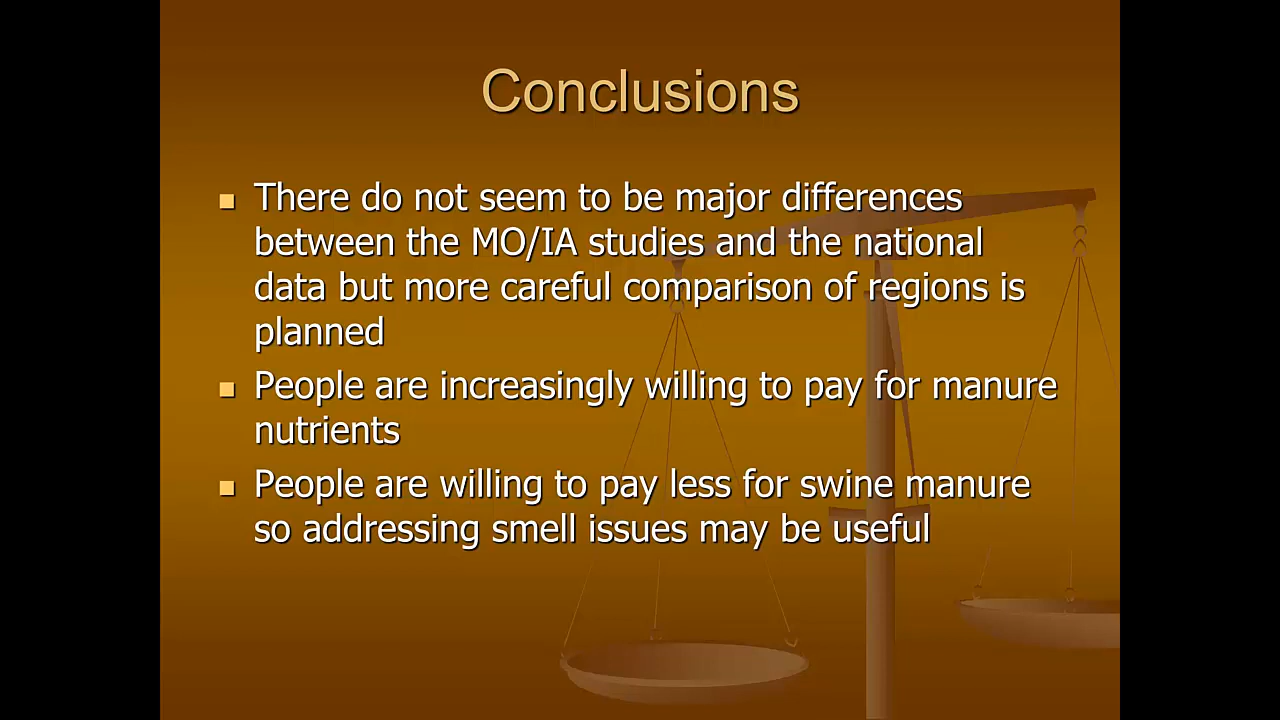 Conclusions
There do not seem to be major differences
between the MO/IA studies and the national
data but more careful comparison of regions is
planned
People are increasingly willing to pay for manure
nutrients
People are willing to pay less for swine manure
so addressing smell issues may be useful